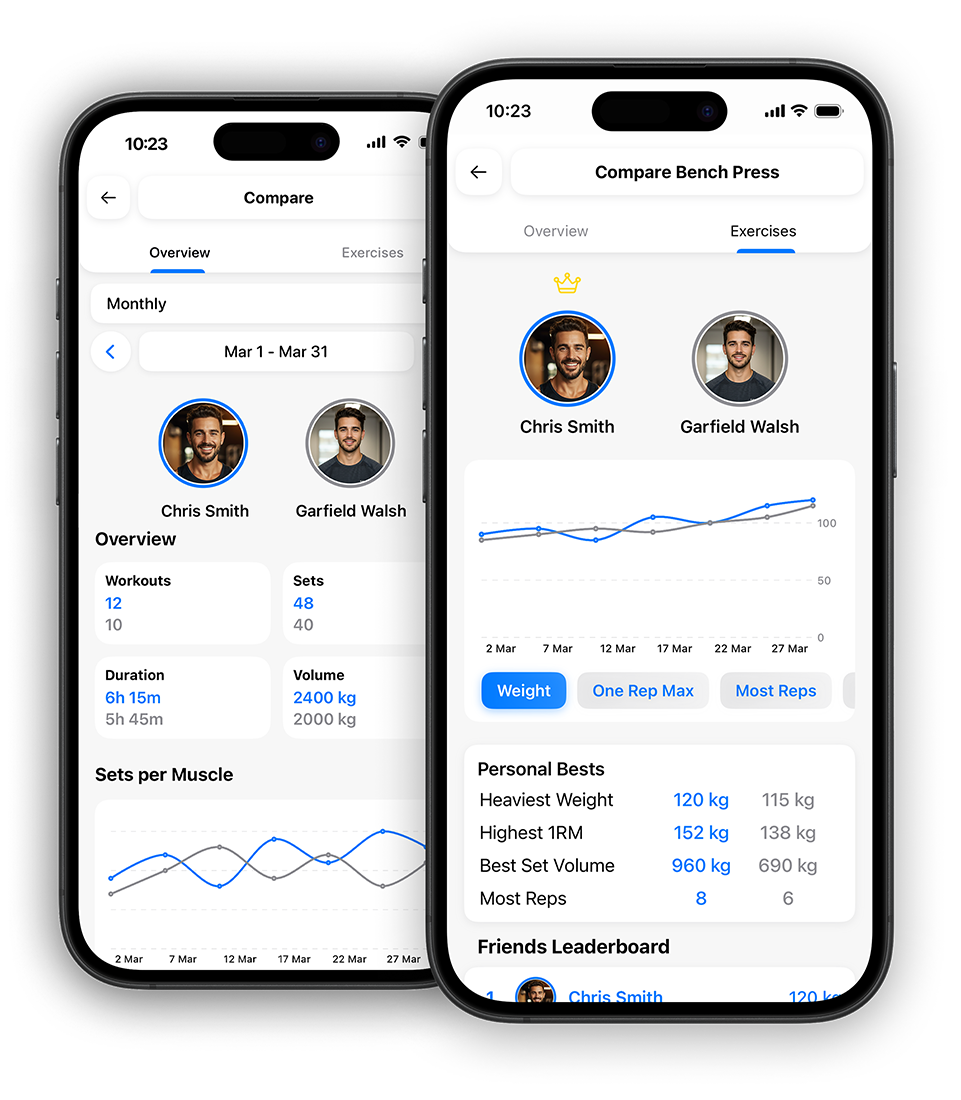 10:23
Compare
Overview Exercises
Monthly
Mar 1 - Mar 31
Chris Smith Garfield Walsh
Overview
Workouts
12
10
Sets
48
40
Duration
6h 15m
5h 45m
Volume
2400 kg
2000 kg
Sets per Muscle
2 Mar 7 Mar 12 Mar 17 Mar 22 Mar 27 Mar
10:23
Compare Bench Press
Overview Exercises
Chris Smith Garfield Walsh
100
50
0
2 Mar 7 Mar 12 Mar 17 Mar 22 Mar 27 Mar
Weight One Rep Max Most Reps
Personal Bests
Heaviest Weight 120 kg 115 kg
Highest 1RM 152 kg 138 kg
Best Set Volume 960 kg 690 kg
Most Reps 8 6
Friends Leaderboard
1 Chris Smith 120 kg